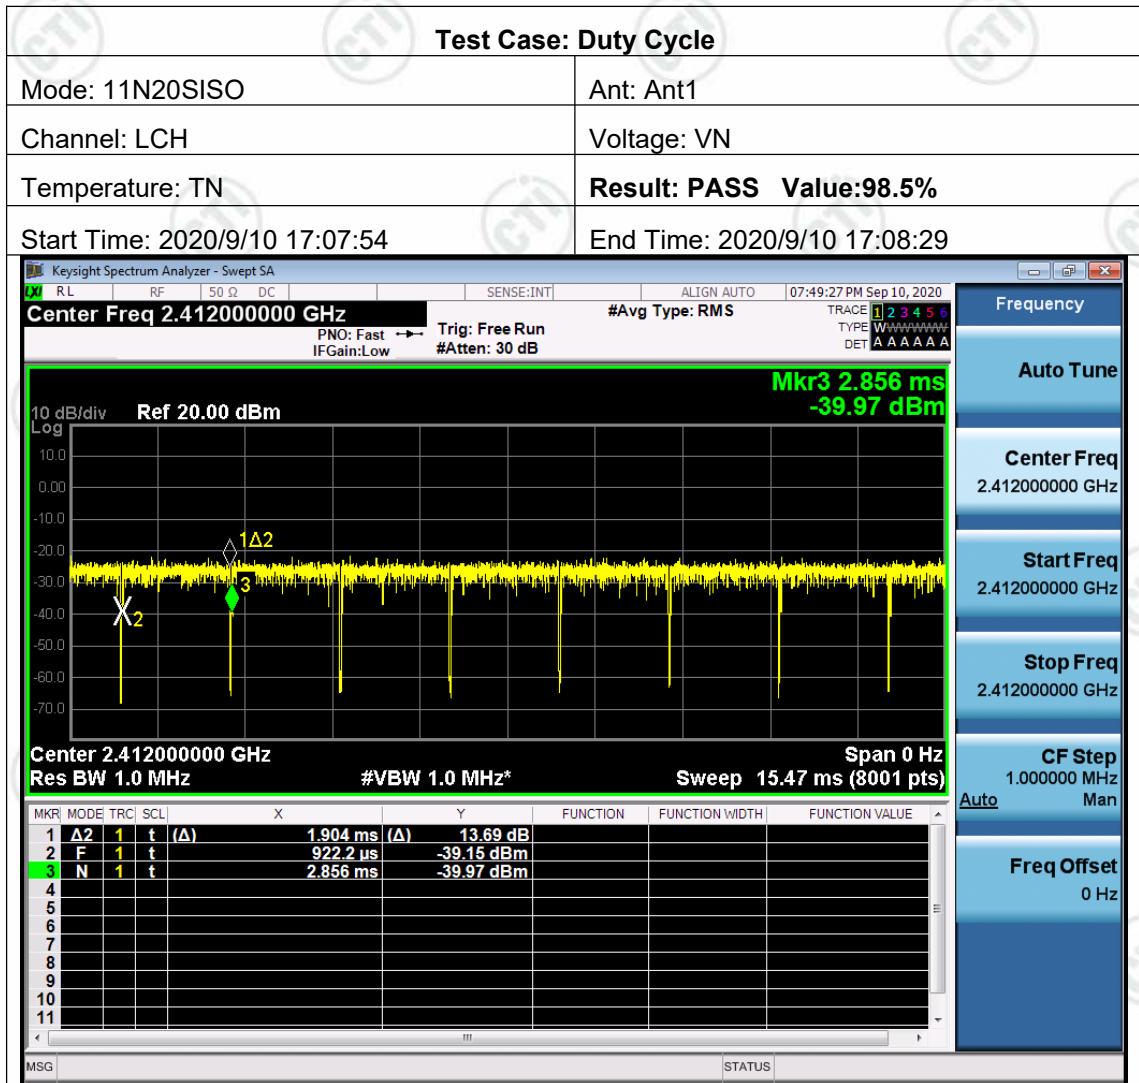 Test Case: Duty Cycle
Mode: 11N20SISO Ant: Ant1
Channel: LCH Voltage: VN
Temperature: TN Result: PASS Value:98.5%
Start Time: 2020/9/10 17:07:54 End Time: 2020/9/10 17:08:29
Keysight Spectrum Analyzer - Swept SA
LXI RL RF 50 Ω DC SENSE:INT ALIGN AUTO 07:49:27 PM Sep 10, 2020
Center Freq 2.412000000 GHz #Avg Type: RMS TRACE 1 2 3 4 5 6
PNO: Fast Trig: Free Run TYPE WWWWWW
IFGain:Low #Atten: 30 dB DET A A A A A A
Mkr3 2.856 ms
-39.97 dBm
10 dB/div Ref 20.00 dBm
Log
10.0
0.00
-10.0
-20.0
-30.0
-40.0
-50.0
-60.0
-70.0
1Δ2
3
2
Center 2.412000000 GHz Span 0 Hz
Res BW 1.0 MHz #VBW 1.0 MHz* Sweep 15.47 ms (8001 pts)
MKR MODE TRC SCL X Y FUNCTION FUNCTION WIDTH FUNCTION VALUE
1 Δ2 1 t (Δ) 1.904 ms (Δ) 13.69 dB
2 F 1 t 922.2 µs -39.15 dBm
3 N 1 t 2.856 ms -39.97 dBm
4
5
6
7
8
9
10
11
MSG STATUS
Frequency
Auto Tune
Center Freq
2.412000000 GHz
Start Freq
2.412000000 GHz
Stop Freq
2.412000000 GHz
CF Step
1.000000 MHz
Auto Man
Freq Offset
0 Hz
CTI